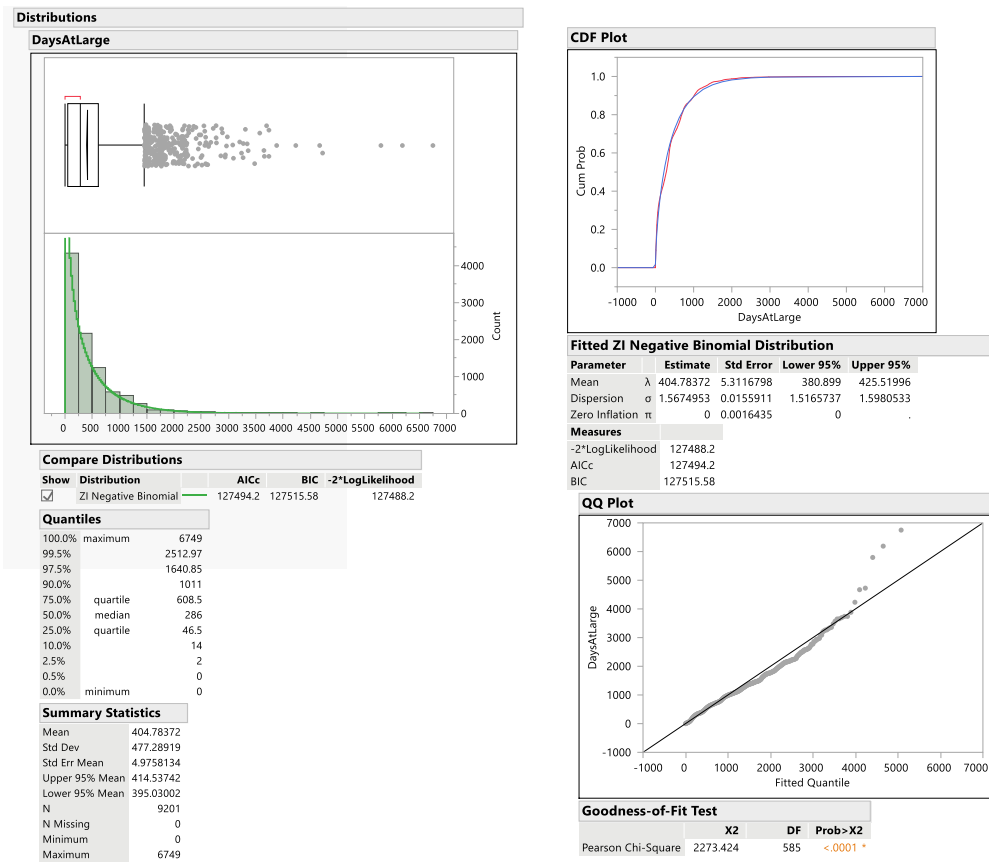 Distributions
DaysAtLarge
4000
3000
2000
1000
0
Count
0 500 1000 1500 2000 2500 3000 3500 4000 4500 5000 5500 6000 6500 7000
Compare Distributions
Show Distribution AICc BIC -2*LogLikelihood
ZI Negative Binomial 127494.2 127515.58 127488.2
Quantiles
100.0% maximum 6749
99.5% 2512.97
97.5% 1640.85
90.0% 1011
75.0% quartile 608.5
50.0% median 286
25.0% quartile 46.5
10.0% 14
2.5% 2
0.5% 0
0.0% minimum 0
Summary Statistics
Mean 404.78372
Std Dev 477.28919
Std Err Mean 4.9758134
Upper 95% Mean 414.53742
Lower 95% Mean 395.03002
N 9201
N Missing 0
Minimum 0
Maximum 6749
CDF Plot
Cum Prob
1.0
0.8
0.6
0.4
0.2
0.0
-1000 0 1000 2000 3000 4000 5000 6000 7000
DaysAtLarge
Fitted ZI Negative Binomial Distribution
Parameter Estimate Std Error Lower 95% Upper 95%
Mean λ 404.78372 5.3116798 380.899 425.51996
Dispersion σ 1.5674953 0.0155911 1.5165737 1.5980533
Zero Inflation π 0 0.0016435 0 .
Measures
-2*LogLikelihood 127488.2
AICc 127494.2
BIC 127515.58
QQ Plot
DaysAtLarge
7000
6000
5000
4000
3000
2000
1000
0
-1000
-1000 0 1000 2000 3000 4000 5000 6000 7000
Fitted Quantile
Goodness-of-Fit Test
X2 DF Prob>X2
Pearson Chi-Square 2273.424 585 <.0001 *